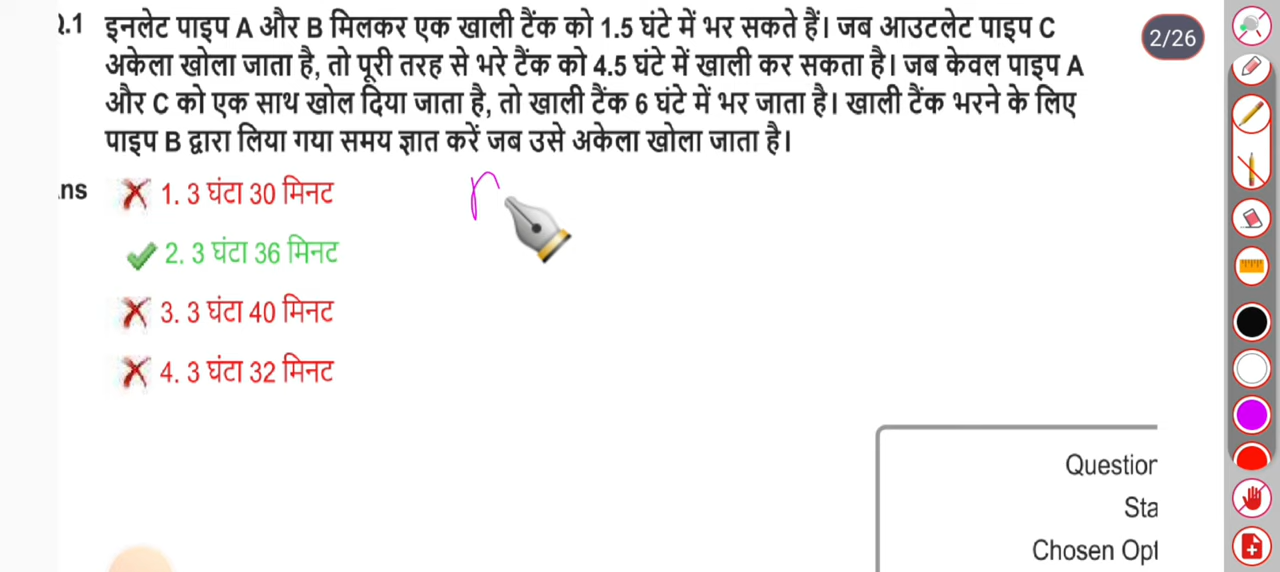 .1 इनलेट पाइप A और B मिलकर एक खाली टैंक को 1.5 घंटे में भर सकते हैं। जब आउटलेट पाइप C
अकेला खोला जाता है, तो पूरी तरह से भरे टैंक को 4.5 घंटे में खाली कर सकता है। जब केवल पाइप A
और C को एक साथ खोल दिया जाता है, तो खाली टैंक 6 घंटे में भर जाता है। खाली टैंक भरने के लिए
पाइप B द्वारा लिया गया समय ज्ञात करें जब उसे अकेला खोला जाता है।
2/26
ns 1. 3 घंटा 30 मिनट
2. 3 घंटा 36 मिनट
3. 3 घंटा 40 मिनट
4. 3 घंटा 32 मिनट
Question
Sta
Chosen Opt